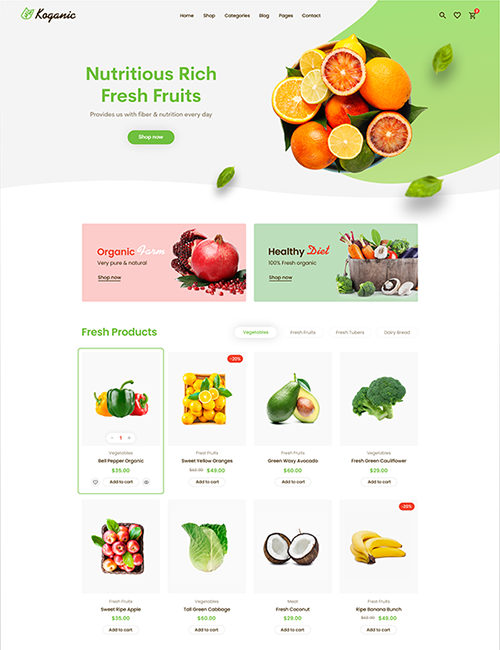 Koganic
Home Shop Categories Blog Pages Contact
Nutritious Rich
Fresh Fruits
Provides us with fiber & nutrition every day
Shop now
Organic Farm
Very pure & natural
Shop now
Healthy Diet
100% Fresh organic
Shop now
Fresh Products
Vegetables Fresh Fruits Fresh Tubers Dairy Bread
-20%
1
Vegetables
Bell Pepper Organic
$35.00
Add to cart
Fresh Fruits
Sweet Yellow Oranges
$49.00
Add to cart
Fresh Fruits
Green Waxy Avocado
$60.00
Add to cart
Vegetables
Fresh Green Cauliflower
$29.00
Add to cart
Fresh Fruits
Sweet Ripe Apple
$35.00
Add to cart
Vegetables
Tall Green Cabbage
$60.00
Add to cart
Meat
Fresh Coconut
$29.00
Add to cart
Fresh Fruits
Ripe Banana Bunch
$49.00
Add to cart